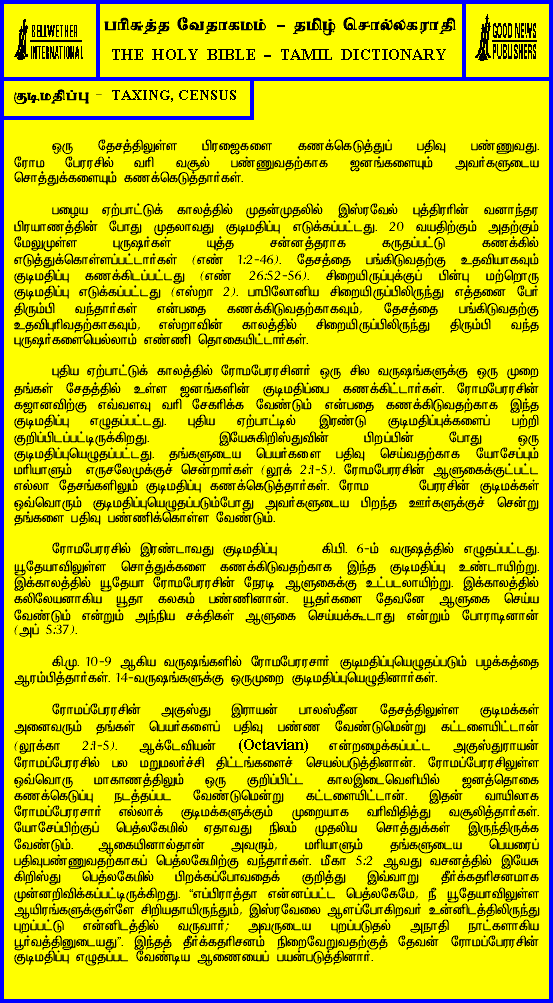 BELLWETHER
INTERNATIONAL
பரிசுத்த வேதாகமம் - தமிழ் சொல்லகராதி
THE HOLY BIBLE - TAMIL DICTIONARY
GOOD NEWS
PUBLISHERS
குடிமதிப்பு - TAXING, CENSUS
ஒரு தேசத்திலுள்ள பிரஜைகளை கணக்கெடுத்துப் பதிவு பண்ணுவது.
ரோம பேரரசில் வரி வசூல் பண்ணுவதற்காக ஜனங்களையும் அவர்களுடைய
சொத்துக்களையும் கணக்கெடுத்தார்கள்.
பழைய ஏற்பாட்டுக் காலத்தில் முதன்முதலில் இஸ்ரவேல் புத்திரரின் வனாந்தர
பிரயாணத்தின் போது முதலாவது குடிமதிப்பு எடுக்கப்பட்டது. 20 வயதிற்கும் அதற்கும்
மேலுமுள்ள புருஷர்கள் யுத்த சன்னத்தராக கருதப்பட்டு கணக்கில்
எடுத்துக்கொள்ளப்பட்டார்கள் (எண் 1:2-46). தேசத்தை பங்கிடுவதற்கு உதவியாகவும்
குடிமதிப்பு கணக்கிடப்பட்டது (எண் 26:52-56). சிறையிருப்புக்குப் பின்பு மற்றொரு
குடிமதிப்பு எடுக்கப்பட்டது (எஸ்றா 2). பாபிலோனிய சிறையிருப்பிலிருந்து எத்தனை பேர்
திரும்பி வந்தார்கள் என்பதை கணக்கிடுவதற்காகவும், தேசத்தை பங்கிடுவதற்கு
உதவிபுரிவதற்காகவும், எஸ்றாவின் காலத்தில் சிறையிருப்பிலிருந்து திரும்பி வந்த
புருஷர்களையெல்லாம் எண்ணி தொகையிட்டார்கள்.
புதிய ஏற்பாட்டுக் காலத்தில் ரோமபேரரசினர் ஒரு சில வருஷங்களுக்கு ஒரு முறை
தங்கள் சேதத்தில் உள்ள ஜனங்களின் குடிமதிப்பை கணக்கிட்டார்கள். ரோமபேரரசின்
கஜானவிற்கு எவ்வளவு வரி சேகரிக்க வேண்டும் என்பதை கணக்கிடுவதற்காக இந்த
குடிமதிப்பு எழுதப்பட்டது. புதிய ஏற்பாட்டில் இரண்டு குடிமதிப்புக்களைப் பற்றி
குறிப்பிடப்பட்டிருக்கிறது. இயேசுகிறிஸ்துவின் பிறப்பின் போது ஒரு
குடிமதிப்புயெழுதப்பட்டது. தங்களுடைய பெயர்களை பதிவு செய்வதற்காக யோசேப்பும்
மரியாளும் எருசலேமுக்குச் சென்றார்கள் (லூக் 2:1-5). ரோமபேரரசின் ஆளுகைக்குட்பட்ட
எல்லா தேசங்களிலும் குடிமதிப்பு கணக்கெடுத்தார்கள். ரோம பேரரசின் குடிமக்கள்
ஒவ்வொரும் குடிமதிப்புயெழுதப்படும்போது அவர்களுடைய பிறந்த ஊர்களுக்குச் சென்று
தங்களை பதிவு பண்ணிக்கொள்ள வேண்டும்.
ரோமபேரரசில் இரண்டாவது குடிமதிப்பு கி.பி. 6-ம் வருஷத்தில் எழுதப்பட்டது.
யூதேயாவிலுள்ள சொத்துக்களை கணக்கிடுவதற்காக இந்த குடிமதிப்பு உண்டாயிற்று.
இக்காலத்தில் யூதேயா ரோமபேரரசின் நேரடி ஆளுகைக்கு உட்படலாயிற்று. இக்காலத்தில்
கலிலேயனாகிய யூதா கலகம் பண்ணினான். யூதர்களை தேவனே ஆளுகை செய்ய
வேண்டும் என்றும் அந்நிய சக்திகள் ஆளுகை செய்யக்கூடாது என்றும் போராடினான்
(அப் 5:37).
கி.மு. 10-9 ஆகிய வருஷங்களில் ரோமபேரரசார் குடிமதிப்புயெழுதப்படும் பழக்கத்தை
ஆரம்பித்தார்கள். 14-வருஷங்களுக்கு ஒருமுறை குடிமதிப்புயெழுதினார்கள்.
ரோமப்பேரரசின் அகுஸ்து இராயன் பாலஸ்தீன தேசத்திலுள்ள குடிமக்கள்
அனைவரும் தங்கள் பெயர்களைப் பதிவு பண்ண வேண்டுமென்று கட்டளையிட்டான்
(லூக்கா 2:1-5). ஆக்டேவியன் (Octavian) என்றழைக்கப்பட்ட அகுஸ்துராயன்
ரோமப்பேரரசில் பல மறுமலர்ச்சி திட்டங்களைச் செயல்படுத்தினான். ரோமப்பேரரசிலுள்ள
ஒவ்வொரு மாகாணத்திலும் ஒரு குறிப்பிட்ட காலஇடைவெளியில் ஜனத்தொகை
கணக்கெடுப்பு நடத்தப்பட வேண்டுமென்று கட்டளையிட்டான். இதன் வாயிலாக
ரோமப்பேரரசார் எல்லாக் குடிமக்களுக்கும் முறையாக வரிவிதித்து வசூலித்தார்கள்.
யோசேப்பிற்குப் பெத்லகேமில் ஏதாவது நிலம் முதலிய சொத்துக்கள் இருந்திருக்க
வேண்டும். ஆகையினால்தான் அவரும், மரியாளும் தங்களுடைய பெயரைப்
பதிவுபண்ணுவதற்காகப் பெத்லகேமிற்கு வந்தார்கள். மீகா 5:2 ஆவது வசனத்தில் இயேசு
கிறிஸ்து பெத்லகேமில் பிறக்கப்போவதைக் குறித்து இவ்வாறு தீர்க்கதரிசனமாக
முன்னறிவிக்கப்பட்டிருக்கிறது. “எப்பிராத்தா என்னப்பட்ட பெத்லகேமே, நீ யூதேயாவிலுள்ள
ஆயிரங்களுக்குள்ளே சிறியதாயிருந்தும், இஸ்ரவேலை ஆளப்போகிறவர் உன்னிடத்திலிருந்து
புறப்பட்டு என்னிடத்தில் வருவார்; அவருடைய புறப்படுதல் அநாதி நாட்களாகிய
பூர்வத்தினுடையது”. இந்தத் தீர்க்கதரிசனம் நிறைவேறுவதற்குத் தேவன் ரோமப்பேரரசின்
குடிமதிப்பு எழுதப்பட வேண்டிய ஆணையைப் பயன்படுத்தினார்.